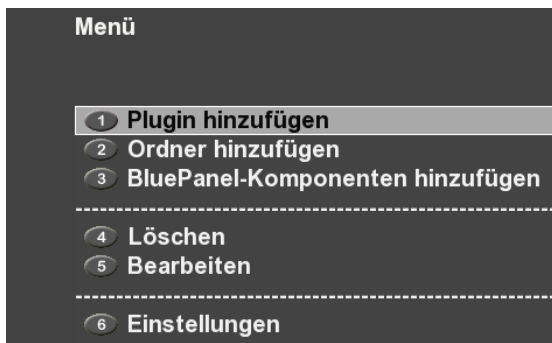 Menü
1 Plugin hinzufügen
2 Ordner hinzufügen
3 BluePanel-Komponenten hinzufügen
4 Löschen
5 Bearbeiten
6 Einstellungen